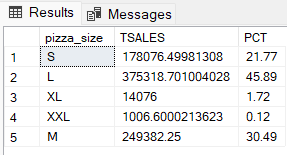 Results Messages
pizza_size TSALES PCT
1 S 178076.49981308 21.77
2 L 375318.701004028 45.89
3 XL 14076 1.72
4 XXL 1006.6000213623 0.12
5 M 249382.25 30.49